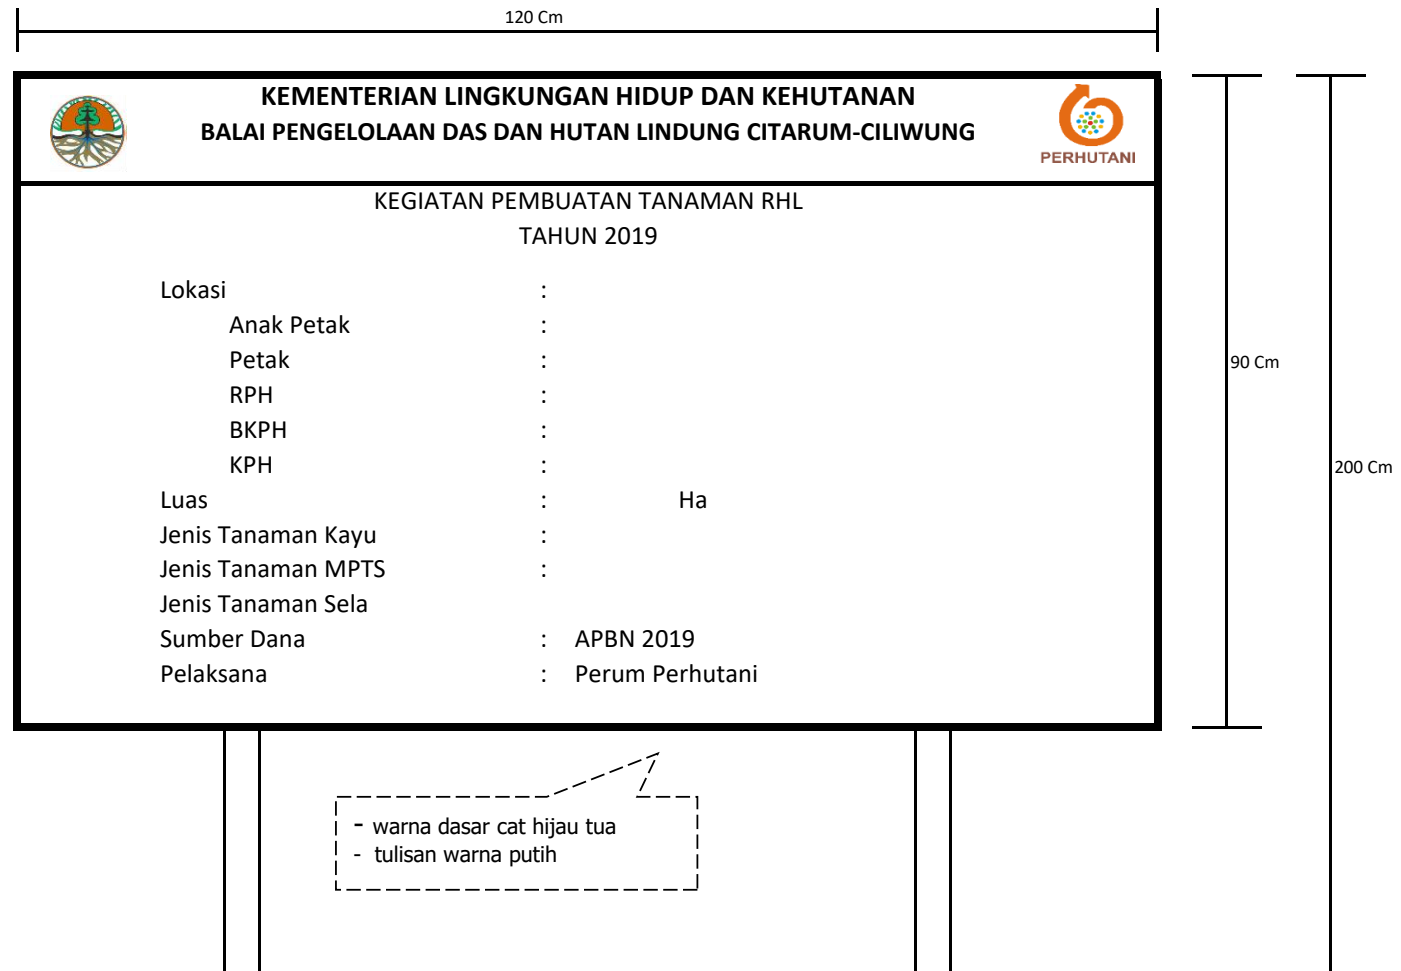 120 Cm
KEMENTERIAN LINGKUNGAN HIDUP DAN KEHUTANAN
BALAI PENGELOLAAN DAS DAN HUTAN LINDUNG CITARUM-CILIWUNG
PERHUTANI
KEGIATAN PEMBUATAN TANAMAN RHL
TAHUN 2019
Lokasi :
Anak Petak :
Petak :
RPH :
BKPH :
KPH :
Luas : Ha
Jenis Tanaman Kayu :
Jenis Tanaman MPTS :
Jenis Tanaman Sela
Sumber Dana : APBN 2019
Pelaksana : Perum Perhutani
90 Cm
200 Cm
- warna dasar cat hijau tua
- tulisan warna putih